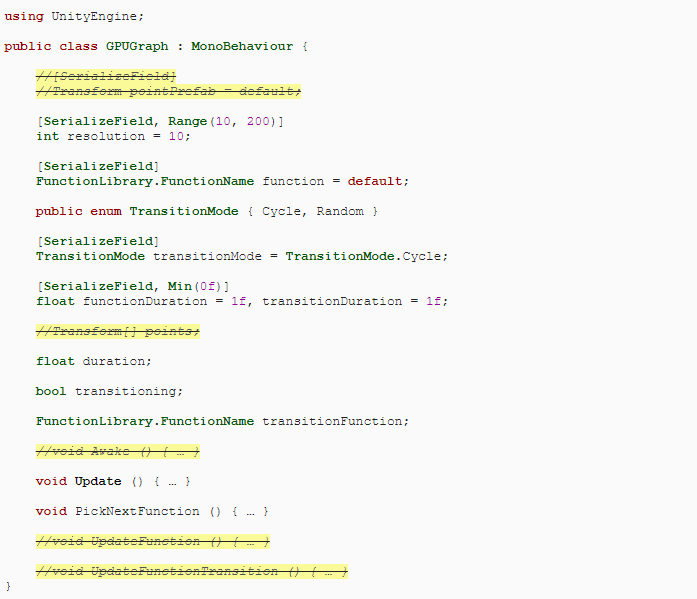 using UnityEngine;
public class GPUGraph : MonoBehaviour {
//[SerializeField]
//Transform pointPrefab = default;
[SerializeField, Range(10, 200)]
int resolution = 10;
[SerializeField]
FunctionLibrary.FunctionName function = default;
public enum TransitionMode { Cycle, Random }
[SerializeField]
TransitionMode transitionMode = TransitionMode.Cycle;
[SerializeField, Min(0f)]
float functionDuration = 1f, transitionDuration = 1f;
//Transform[] points;
float duration;
bool transitioning;
FunctionLibrary.FunctionName transitionFunction;
//void Awake () { … }
void Update () { … }
void PickNextFunction () { … }
//void UpdateFunction () { … }
//void UpdateFunctionTransition () { … }
}